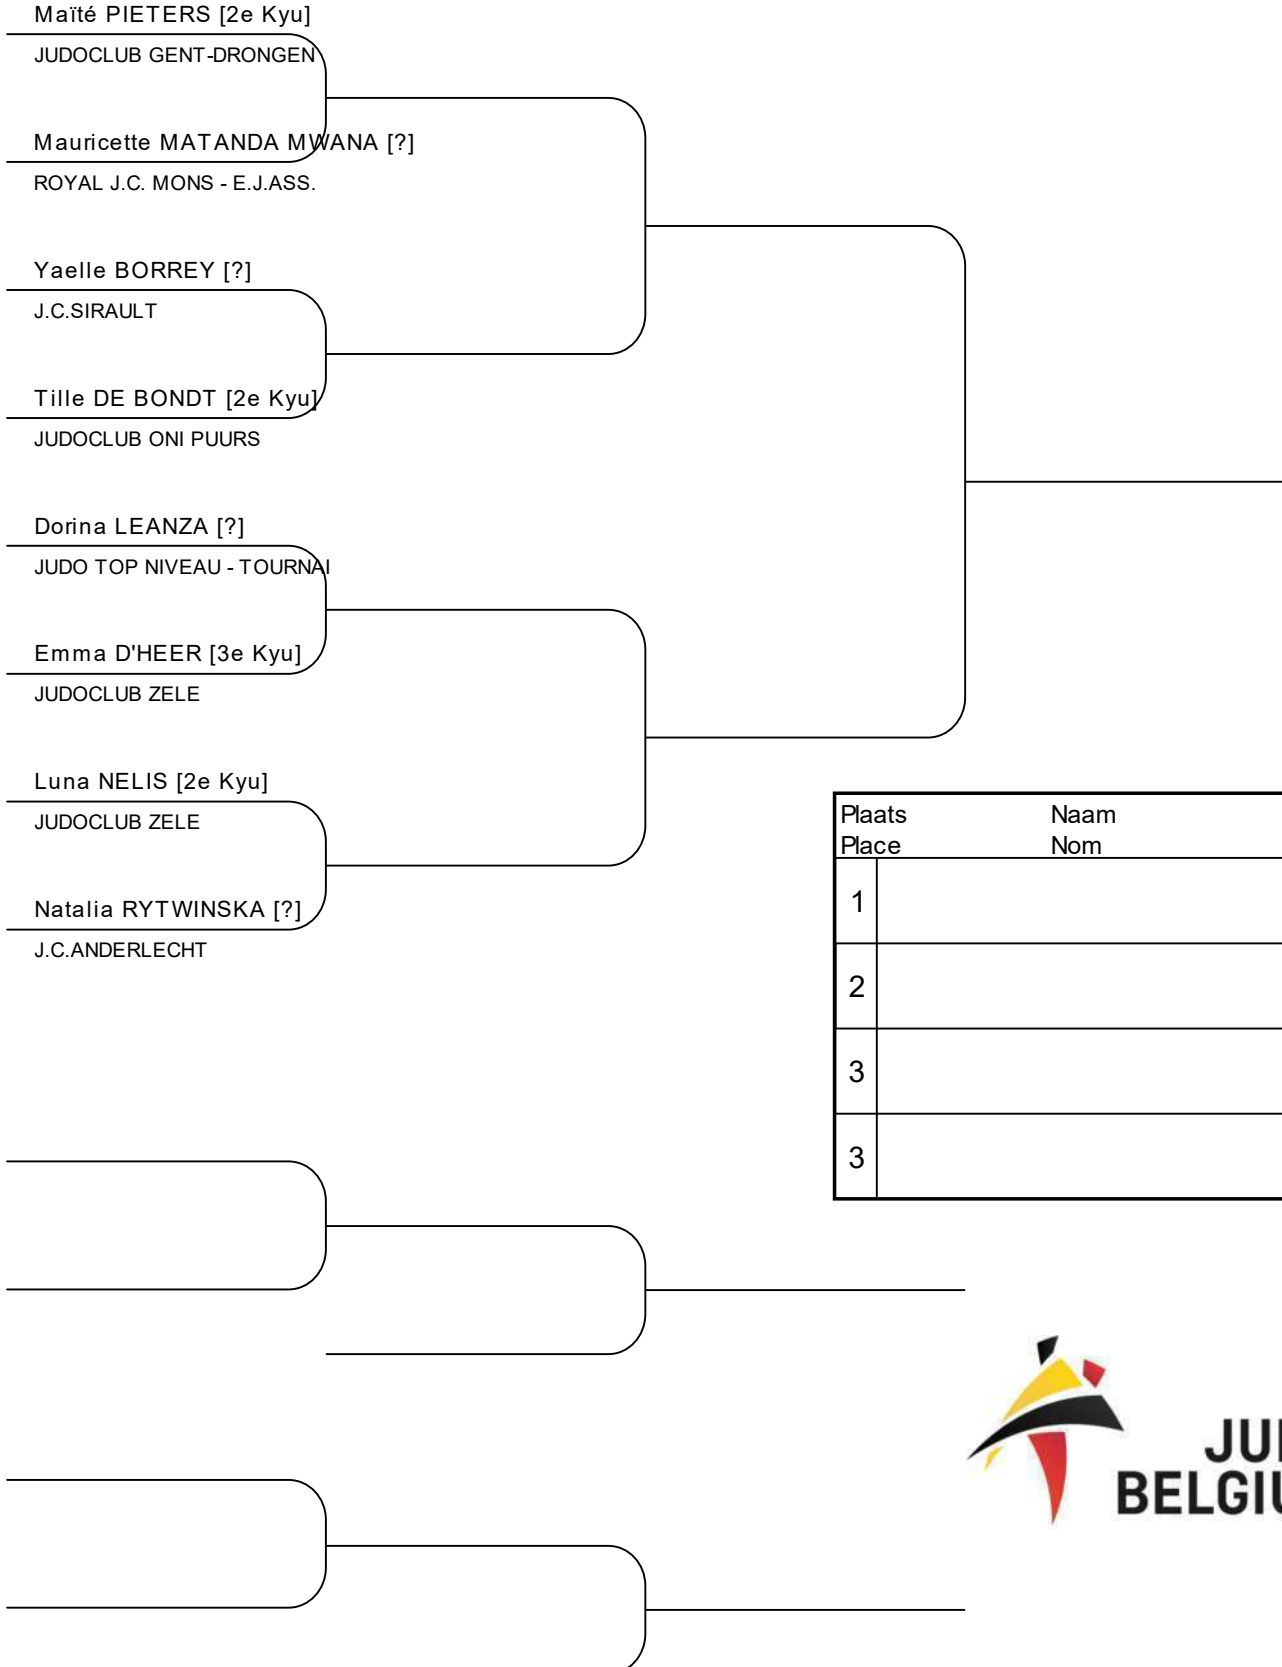 Maïté PIETERS [2e Kyu]
JUDOCLUB GENT-DRONGEN
Mauricette MATANDA MWANA [?]
ROYAL J.C. MONS - E.J.ASS.
Yaelle BORREY [?]
J.C.SIRAULT
Tille DE BONDT [2e Kyu]
JUDOCLUB ONI PUURS
Dorina LEANZA [?]
JUDO TOP NIVEAU - TOURNAI
Emma D'HEER [3e Kyu]
JUDOCLUB ZELE
Luna NELIS [2e Kyu]
JUDOCLUB ZELE
Natalia RYTWINSKA [?]
J.C.ANDERLECHT
Plaats Naam
Place Nom
1
2
3
3